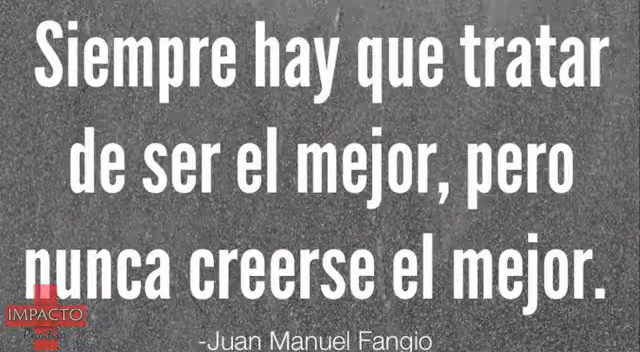 Siempre hay que tratar
de ser el mejor, pero
nunca creerse el mejor.
-Juan Manuel Fangio
IMPACTO